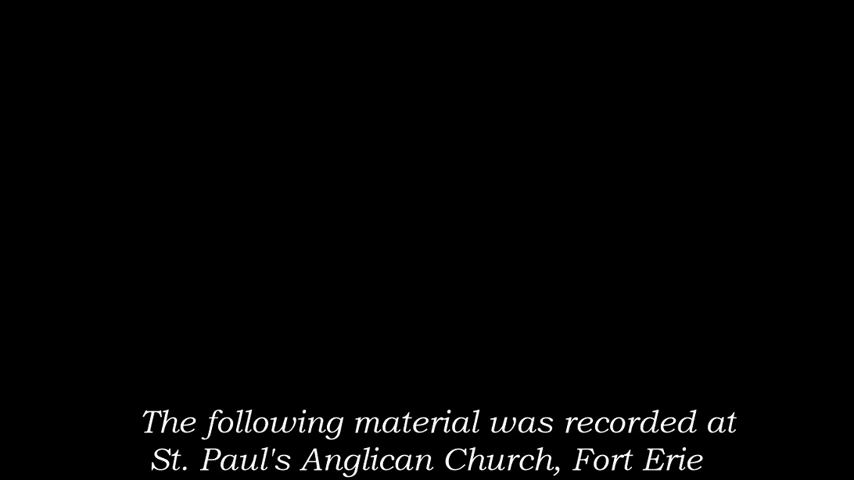 The following material was recorded at
St. Paul's Anglican Church, Fort Erie